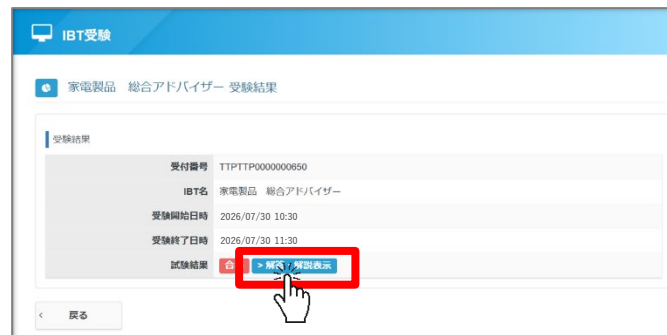 IBT受験
家電製品 総合アドバイザー 受験結果
受験結果
受付番号 TTPTTP0000000650
IBT名 家電製品 総合アドバイザー
受験開始日時 2026/07/30 10:30
受験終了日時 2026/07/30 11:30
試験結果 合 > 解答・解説表示
< 戻る